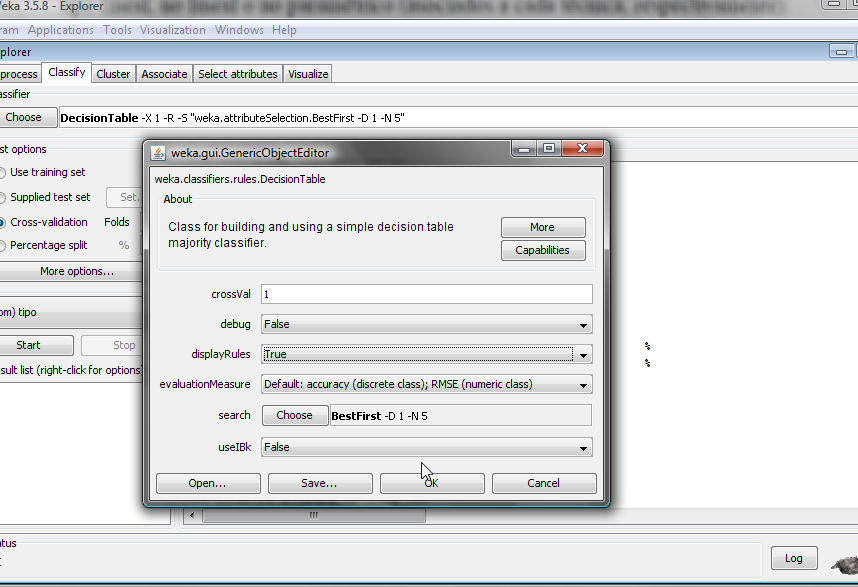 eka 3.5.8 - Explorer
ram Applications Tools Visualization Windows Help
plorer
process Classify Cluster Associate Select attributes Visualize
assifier
Choose DecisionTable -X 1 -R -S "weka.attributeSelection.BestFirst -D 1 -N 5"
st options
Use training set
Supplied test set Set.
Cross-validation Folds
Percentage split %
More options...
om) tipo
Start Stop
sult list (right-click for options
weka.gui.GenericObjectEditor
weka.classifiers.rules.DecisionTable
About
Class for building and using a simple decision table
majority classifier.
More
Capabilities
crossVal 1
debug False
displayRules True
evaluationMeasure Default: accuracy (discrete class); RMSE (numeric class)
search Choose BestFirst -D 1 -N 5
useIBk False
Open... Save... OK Cancel
%
%
atus
Log